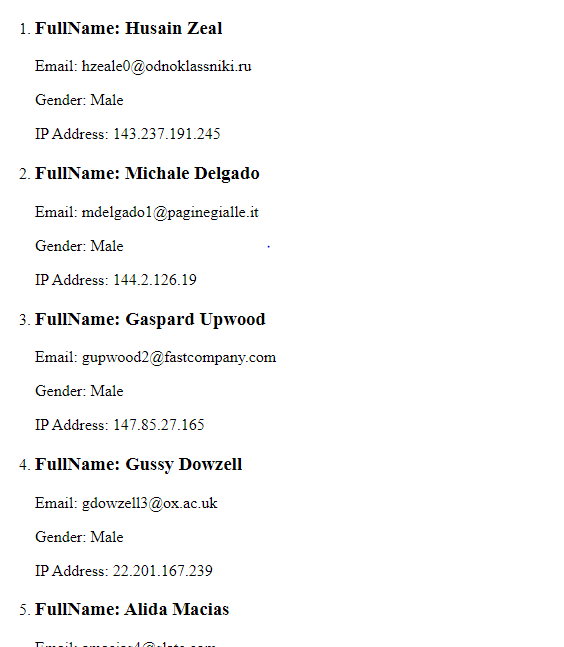 1. FullName: Husain Zeal
Email: hzeale0@odnoklassniki.ru
Gender: Male
IP Address: 143.237.191.245
2. FullName: Michale Delgado
Email: mdelgado1@paginegialle.it
Gender: Male
IP Address: 144.2.126.19
3. FullName: Gaspard Upwood
Email: gupwood2@fastcompany.com
Gender: Male
IP Address: 147.85.27.165
4. FullName: Gussy Dowzell
Email: gdowzell3@ox.ac.uk
Gender: Male
IP Address: 22.201.167.239
5. FullName: Alida Macias
Email: